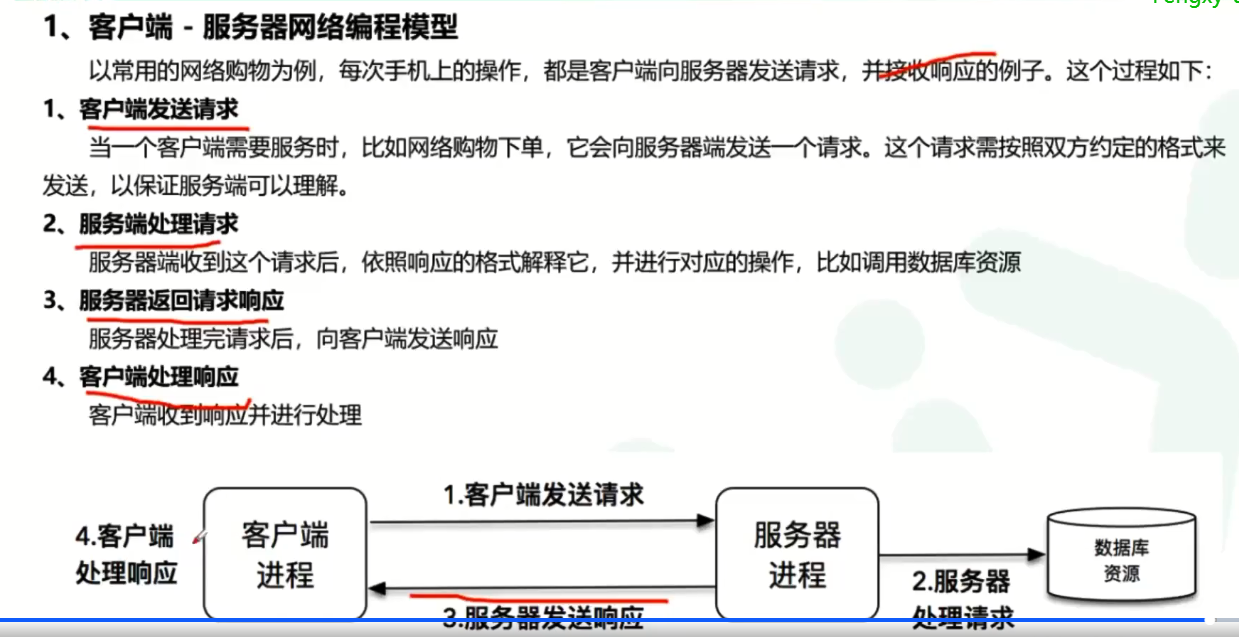 1、客户端 - 服务器网络编程模型
以常用的网络购物为例，每次手机上的操作，都是客户端向服务器发送请求，并接收响应的例子。这个过程如下：
1、客户端发送请求
当一个客户端需要服务时，比如网络购物下单，它会向服务器端发送一个请求。这个请求需按照双方约定的格式来
发送，以保证服务端可以理解。
2、服务端处理请求
服务器端收到这个请求后，依照响应的格式解释它，并进行对应的操作，比如调用数据库资源
3、服务器返回请求响应
服务器处理完请求后，向客户端发送响应
4、客户端处理响应
客户端收到响应并进行处理
1.客户端发送请求
4.客户端
处理响应
客户端
进程
服务器
进程
数据库
资源
2.服务器
处理请求
3.服务器发送响应